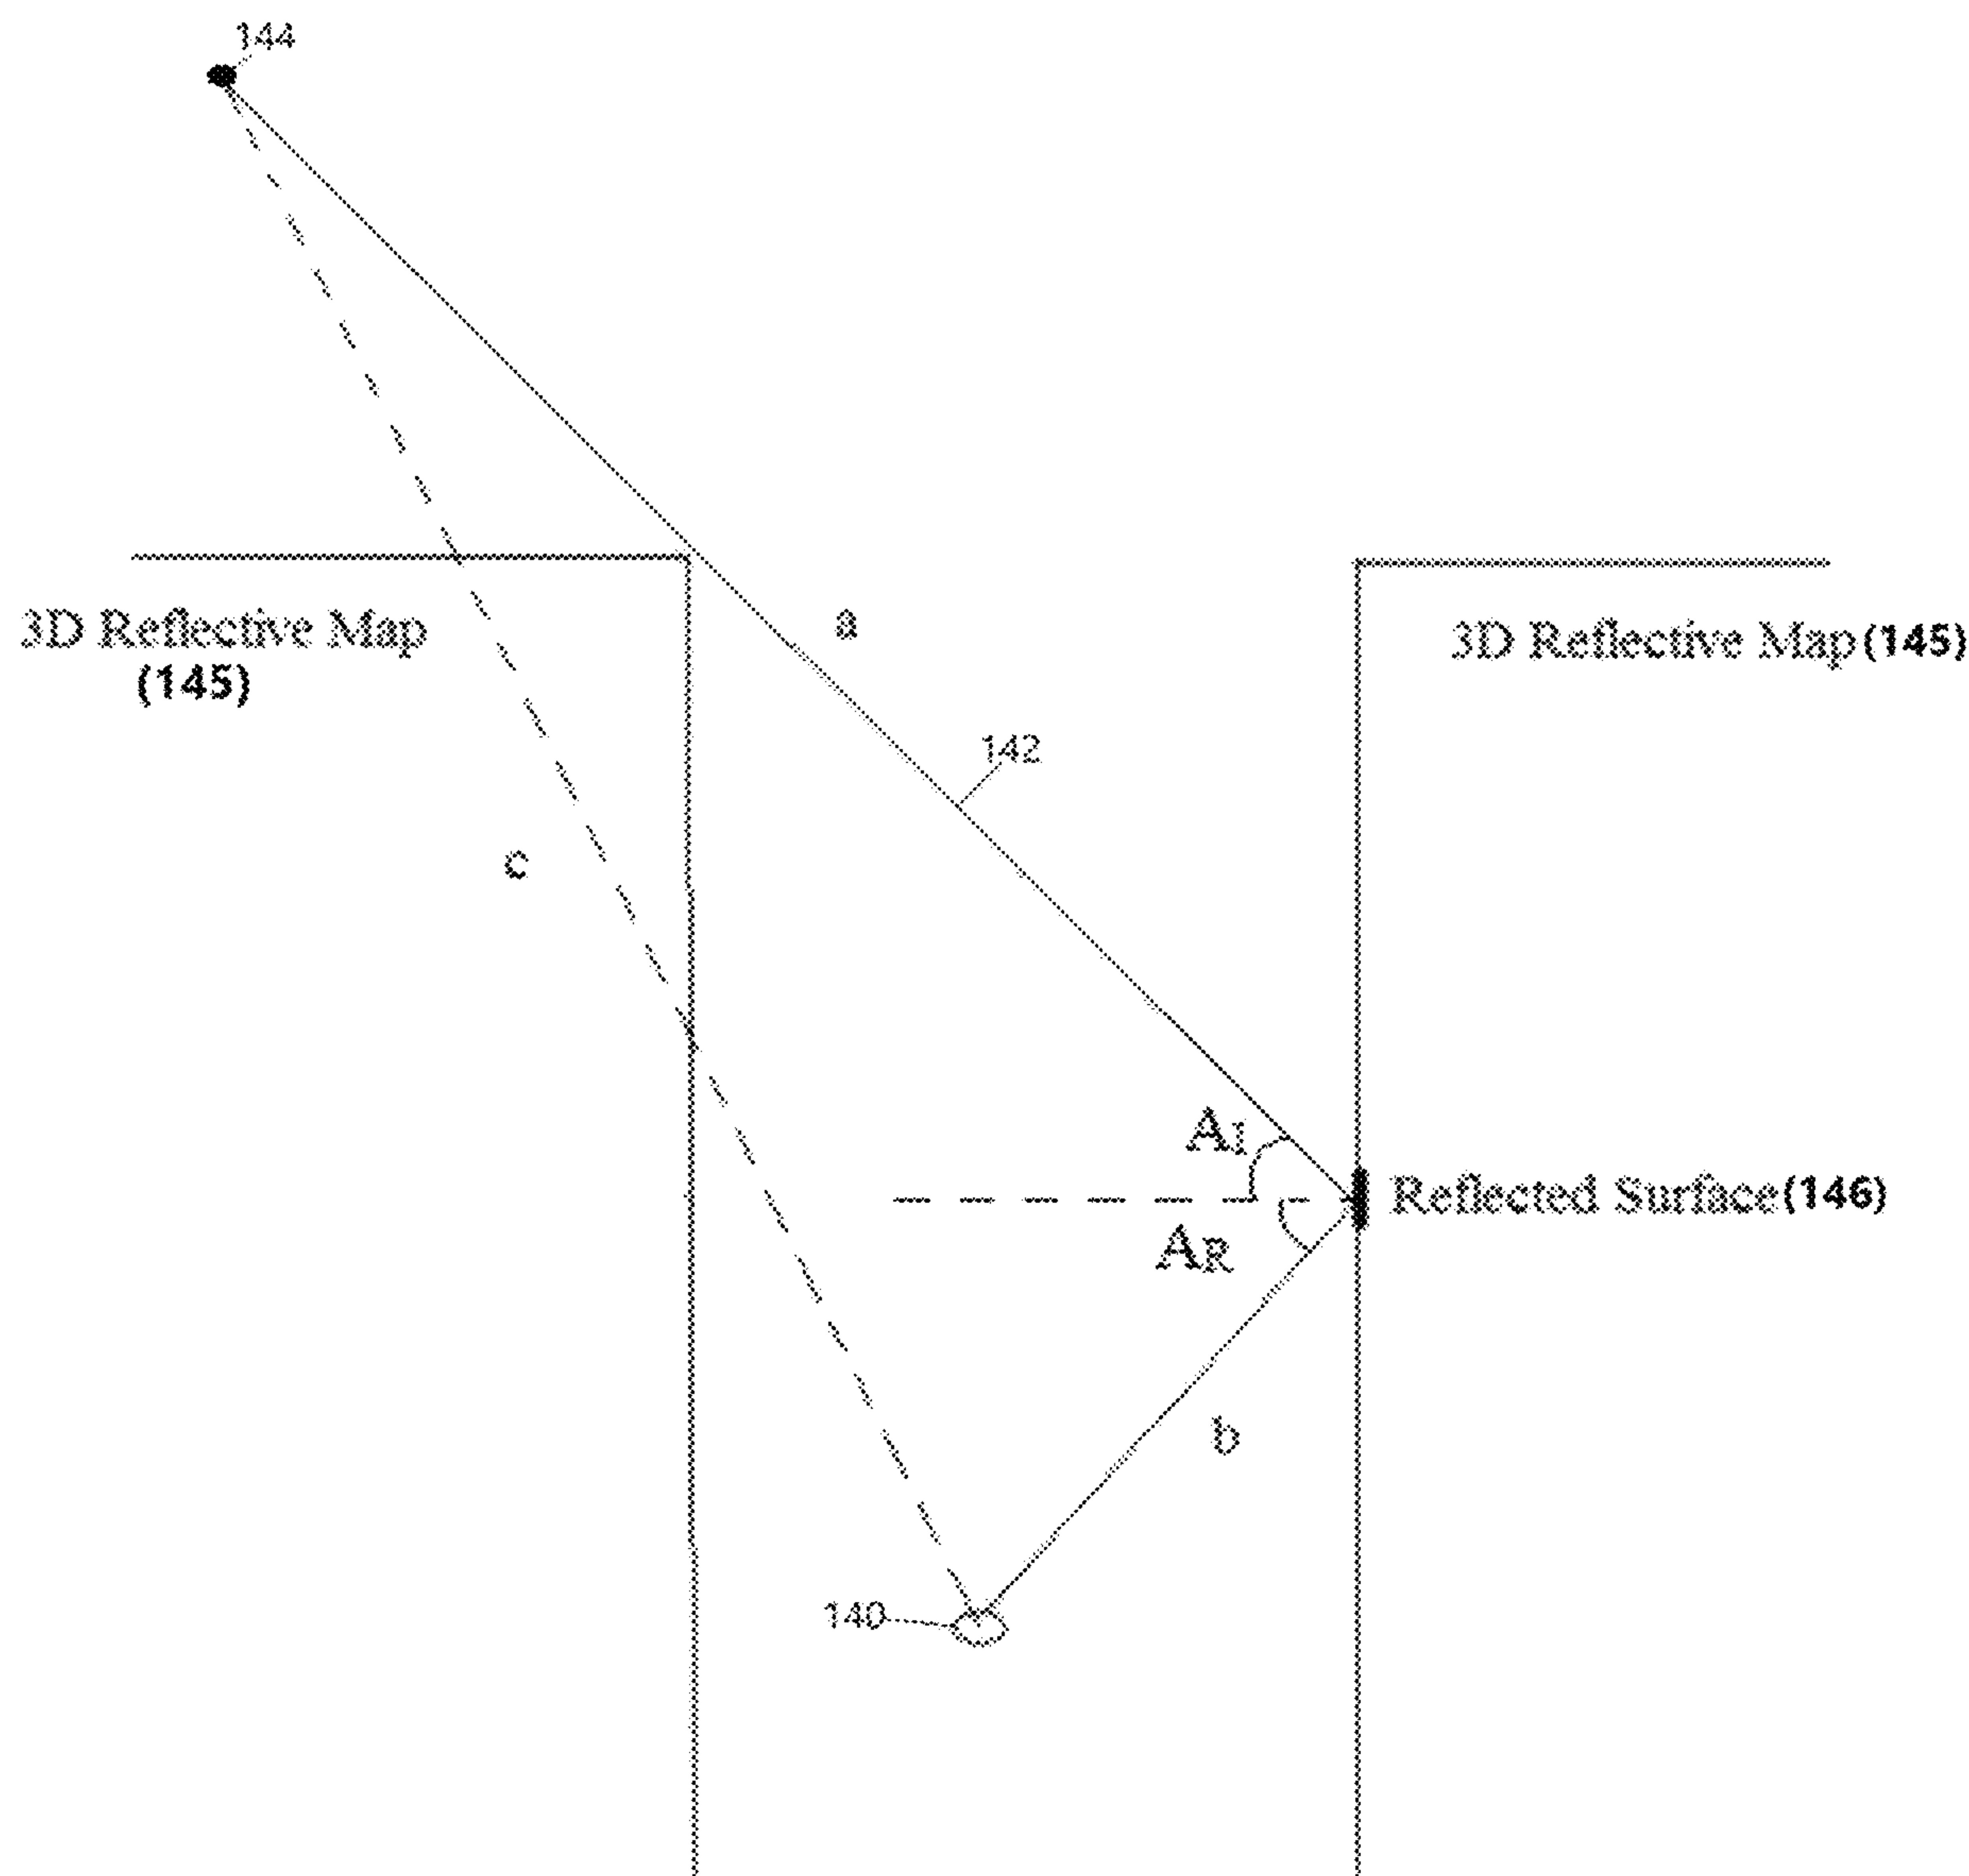 144
3D Reflective Map
(145)
a
3D Reflective Map (145)
142
c
AI
Reflected Surface (146)
AR
b
140